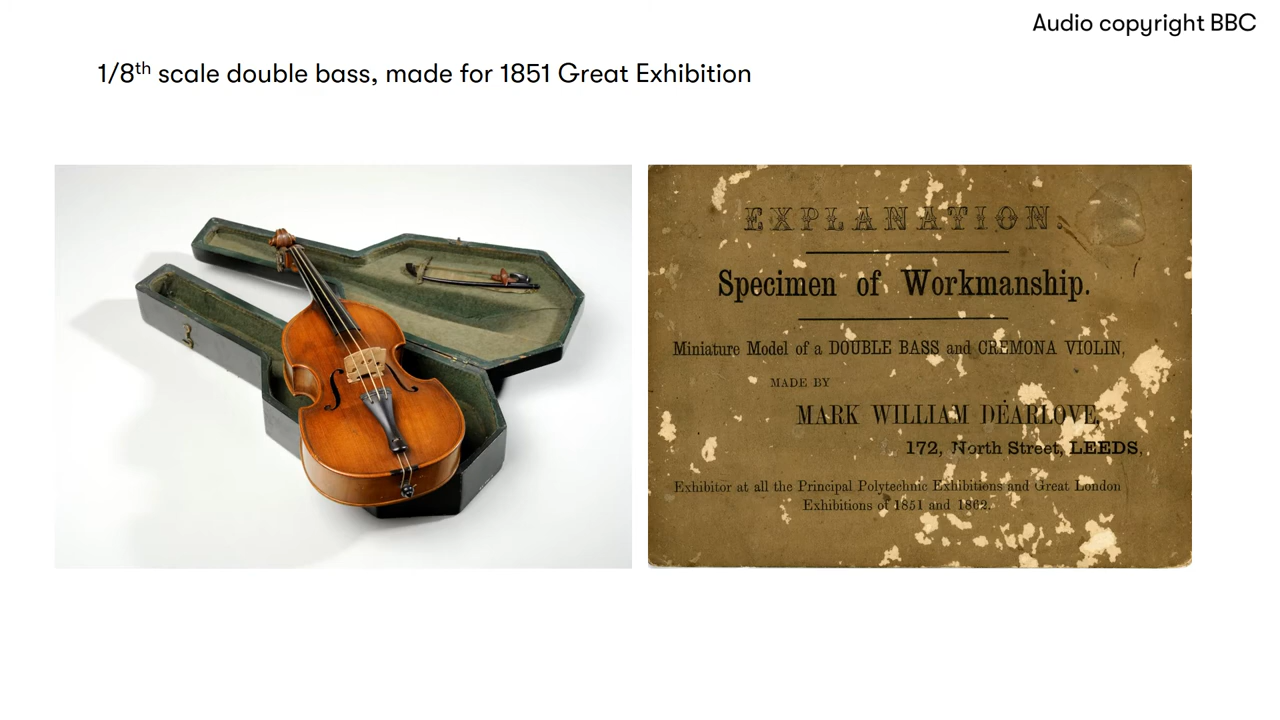 Audio copyright BBC
1/8th scale double bass, made for 1851 Great Exhibition
EXPLANATION.
Specimen of Workmanship.
Miniature Model of a DOUBLE BASS and CREMONA VIOLIN,
MADE BY
MARK WILLIAM DEARLOVE,
172, North Street, LEEDS,
Exhibitor at all the Principal Polytechnic Exhibitions and Great London
Exhibitions of 1851 and 1862.